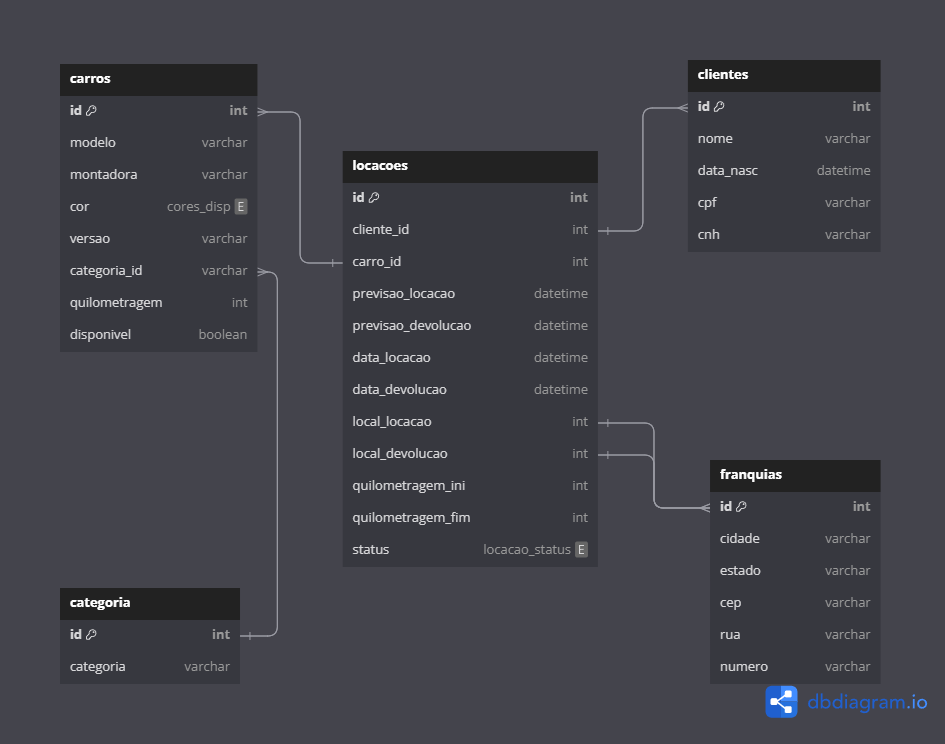 carros
id int
modelo varchar
montadora varchar
cor cores_disp E
versao varchar
categoria_id varchar
quilometragem int
disponivel boolean
locacoes
id int
cliente_id int
carro_id int
previsao_locacao datetime
previsao_devolucao datetime
data_locacao datetime
data_devolucao datetime
local_locacao int
local_devolucao int
quilometragem_ini int
quilometragem_fim int
status locacao_status E
clientes
id int
nome varchar
data_nasc datetime
cpf varchar
cnh varchar
categoria
id int
categoria varchar
franquias
id int
cidade varchar
estado varchar
cep varchar
rua varchar
numero varchar
dbdiagram.io